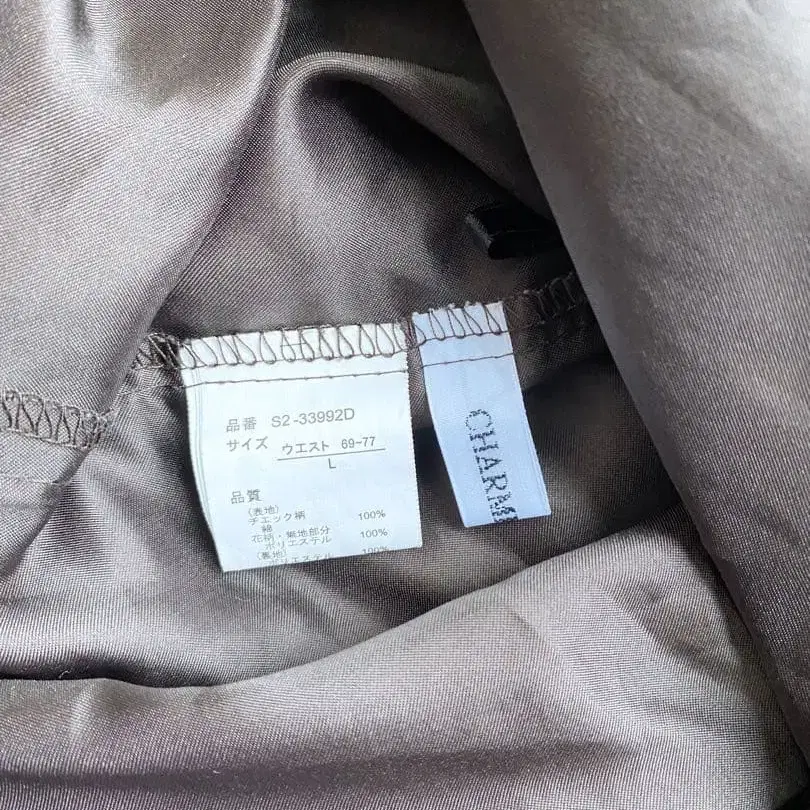 品番 S2-33992D
サイズ ウエスト 69-77
L
品質
(表地)
チエック柄 100%
綿
花柄・無地部分 100%
ポリエステル
(裏地) 100%
CHARM